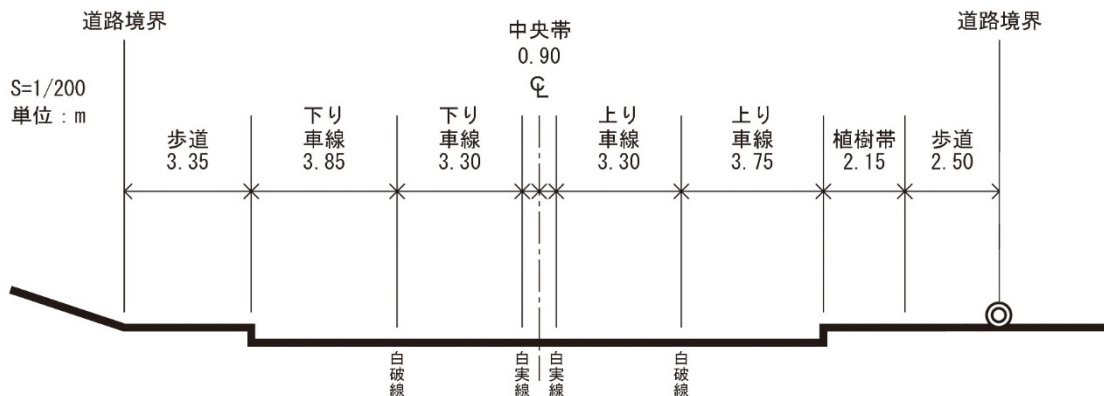 道路境界
道路境界
中央帯
0.90
℄
S=1/200
単位：m
歩道
3.35
下り
車線
3.85
下り
車線
3.30
上り
車線
3.30
上り
車線
3.75
植樹帯
2.15
歩道
2.50
白破線
白実線
白実線
白破線